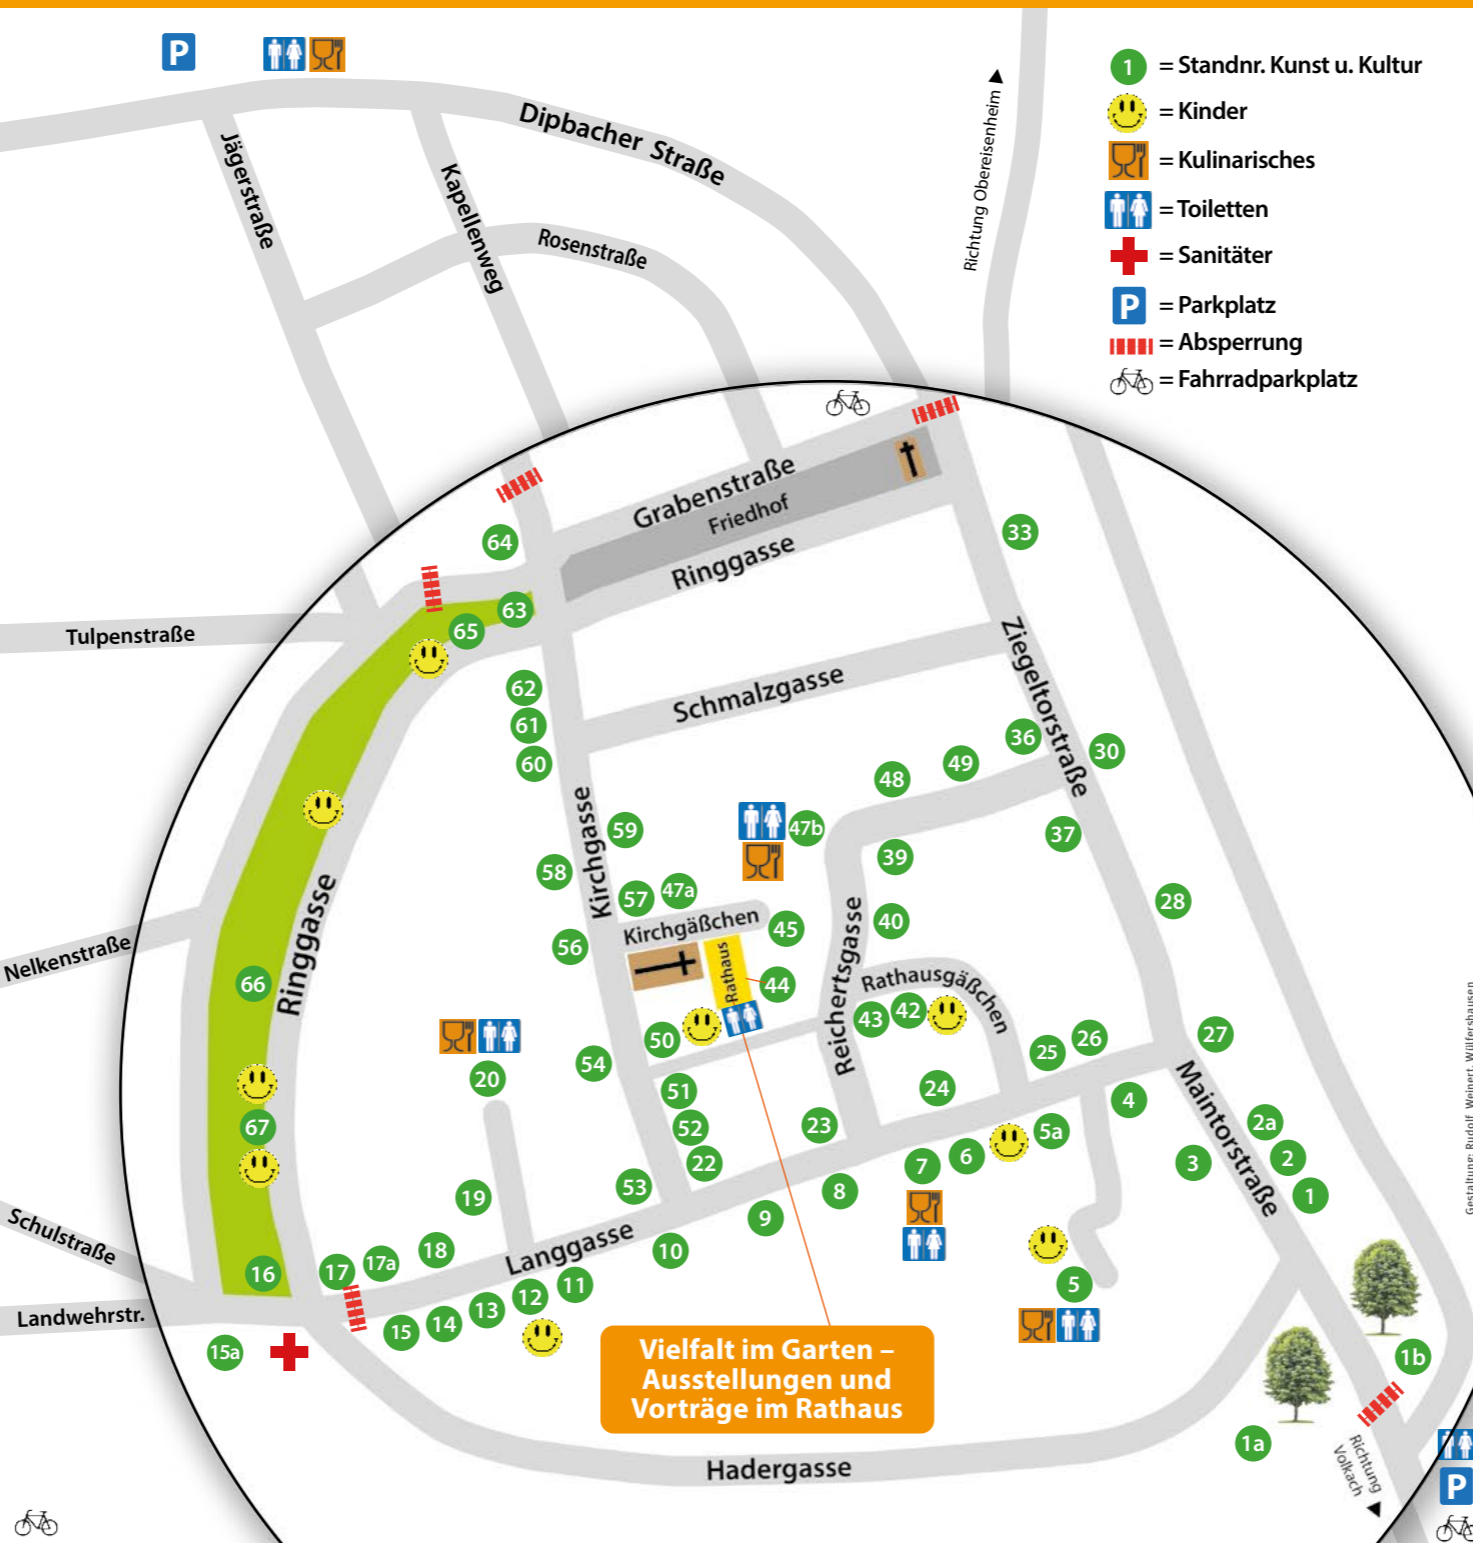 P
Dipbacher Straße
Jägerstraße
Kapellenweg
Rosenstraße
Richtung Obereisenheim
1 = Standnr. Kunst u. Kultur
= Kinder
= Kulinarisches
= Toiletten
= Sanitäter
P = Parkplatz
= Absperrung
= Fahrradparkplatz
Grabenstraße
Friedhof
Ringgasse
33
64
63
65
Tulpenstraße
62
61
60
Schmalzgasse
Ziegeltorstraße
36
30
49
48
37
39
47b
59
58
Kirchgasse
57
47a
Kirchgäßchen
45
56
Rathaus
44
40
28
Reichertsgasse
Rathausgäßchen
43
42
Nelkenstraße
Ringgasse
66
50
54
20
51
52
22
53
23
24
25
26
27
4
5a
6
7
8
9
10
Maintorstraße
2a
2
1
3
67
19
Schulstraße
16
17
17a
18
Langgasse
11
12
13
14
15
15a
Landwehrstr.
5
Vielfalt im Garten –
Ausstellungen und
Vorträge im Rathaus
1b
1a
Hadergasse
Richtung
Volkach
P
Gestaltung: Rudolf Weinert, Wülfershausen